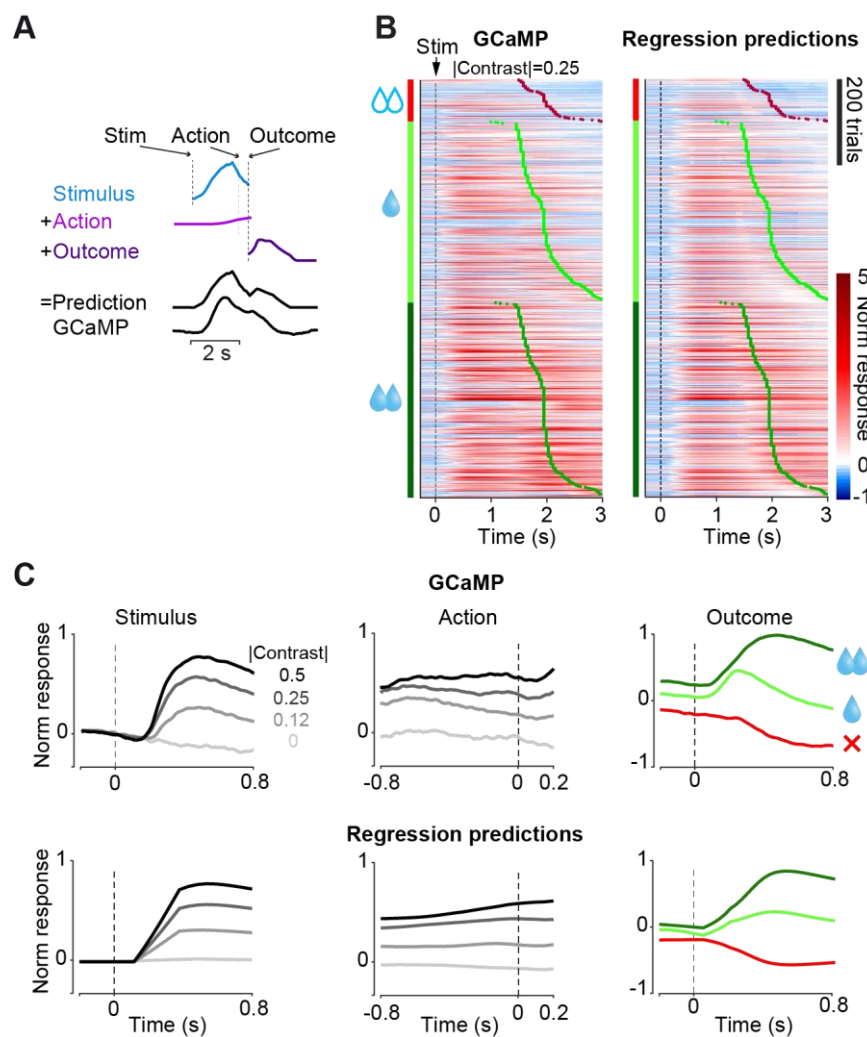 A
Stim Action Outcome
Stimulus
+Action
+Outcome
=Prediction
GCaMP
2 s
B
Stim
GCaMP
|Contrast|=0.25
Regression predictions
200 trials
5
Norm response
0
-1
0 1 2 3
Time (s)
0 1 2 3
Time (s)
C
GCaMP
Stimulus
Action
Outcome
Norm response
1
0
|Contrast|
0.5
0.25
0.12
0
0 0.8
1
0
-0.8 0 0.2
1
0
-1
0 0.8
Regression predictions
Norm response
1
0
0 0.8
Time (s)
1
0
-0.8 0 0.2
Time (s)
1
0
-1
0 0.8
Time (s)